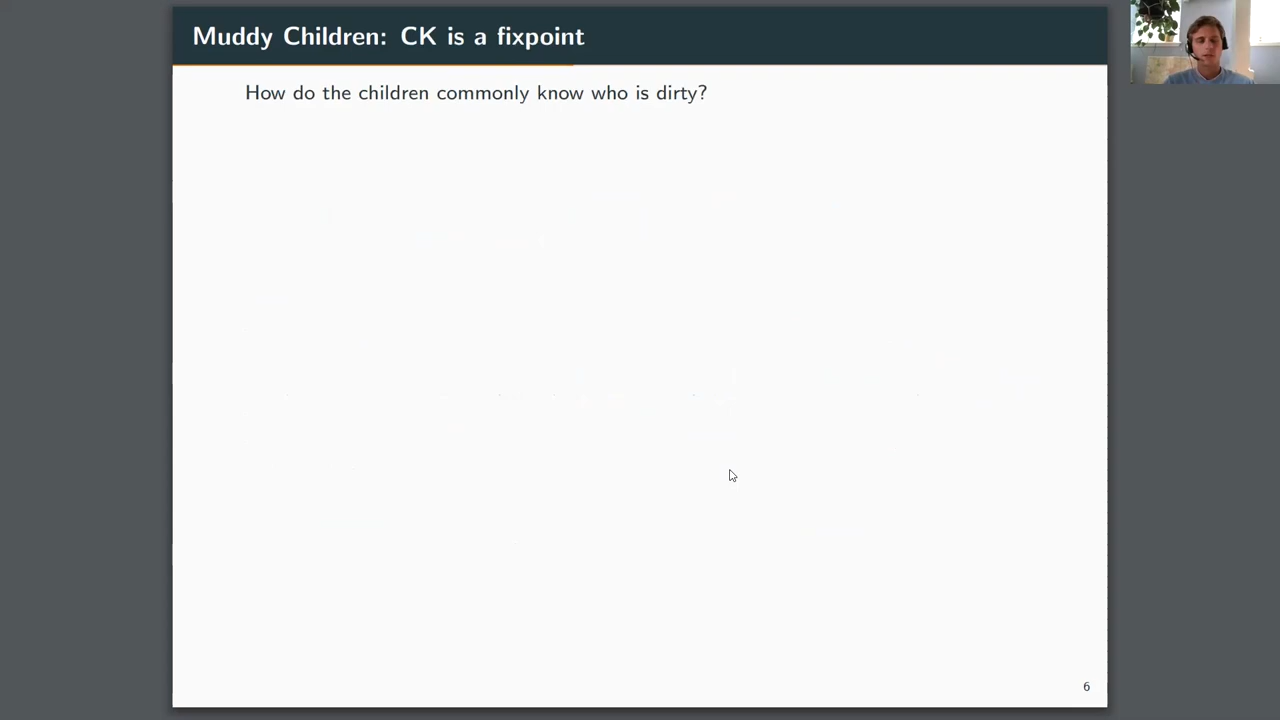 Muddy Children: CK is a fixpoint
How do the children commonly know who is dirty?
6